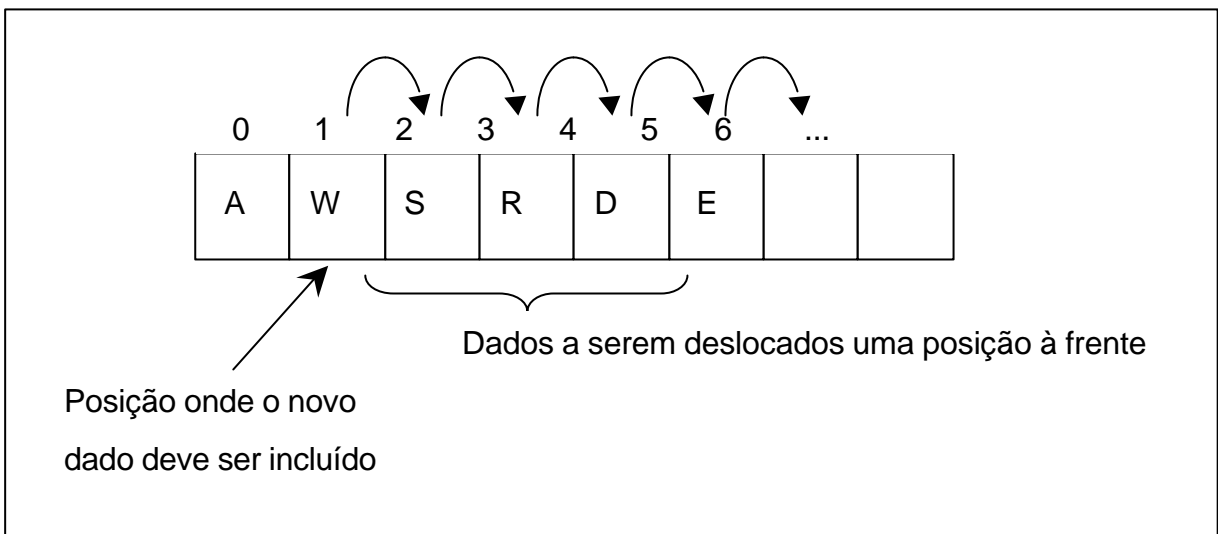 0 1 2 3 4 5 6 ...
A W S R D E
Dados a serem deslocados uma posição à frente
Posição onde o novo
dado deve ser incluído